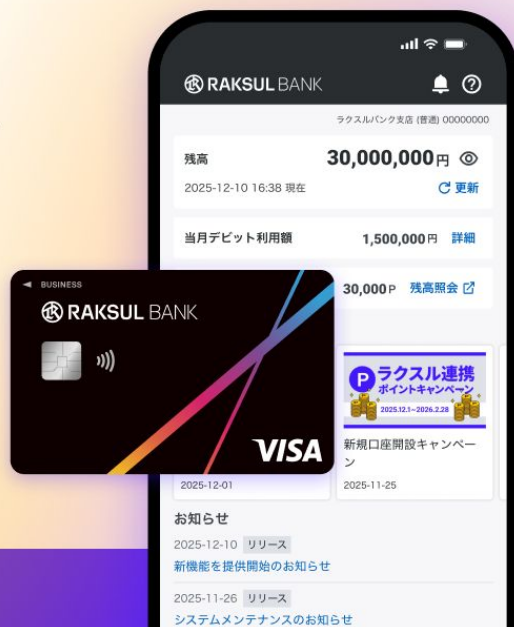 RAKSUL BANK
ラクスルバンク支店 (普通) 00000000
残高
30,000,000円
2025-12-10 16:38 現在
更新
当月デビット利用額
1,500,000円 詳細
30,000P 残高照会
BUSINESS
RAKSUL BANK
VISA
P ラクスル連携
ポイントキャンペーン
2025.12.1~2026.2.28
新規口座開設キャンペー
ン
2025-12-01
2025-11-25
お知らせ
2025-12-10 リリース
新機能を提供開始のお知らせ
2025-11-26 リリース
システムメンテナンスのお知らせ